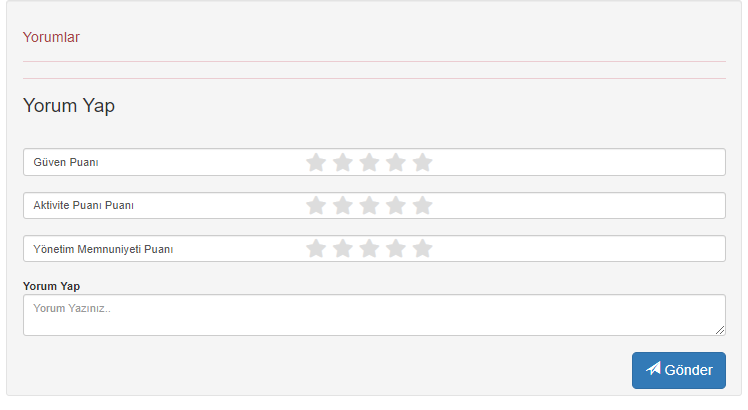 Yorumlar
Yorum Yap
Güven Puanı
Aktivite Puanı Puanı
Yönetim Memnuniyeti Puanı
Yorum Yap
Yorum Yazınız..
Gönder